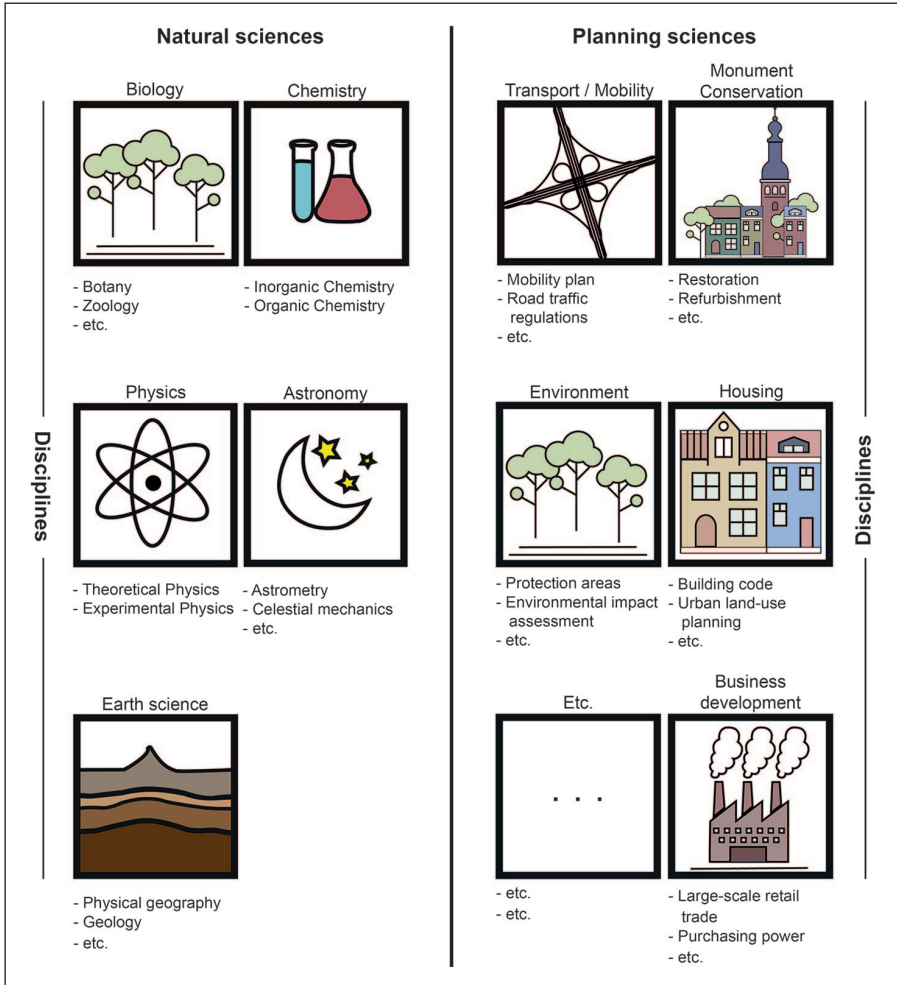 Natural sciences
Biology
- Botany
- Zoology
- etc.
Chemistry
- Inorganic Chemistry
- Organic Chemistry
Physics
- Theoretical Physics
- Experimental Physics
Astronomy
- Astrometry
- Celestial mechanics
- etc.
Earth science
- Physical geography
- Geology
- etc.
Disciplines
Planning sciences
Transport / Mobility
- Mobility plan
- Road traffic
regulations
- etc.
Monument
Conservation
- Restoration
- Refurbishment
- etc.
Environment
- Protection areas
- Environmental impact
assessment
- etc.
Housing
- Building code
- Urban land-use
planning
- etc.
Etc.
. . .
- etc.
- etc.
Business
development
- Large-scale retail
trade
- Purchasing power
- etc.
Disciplines